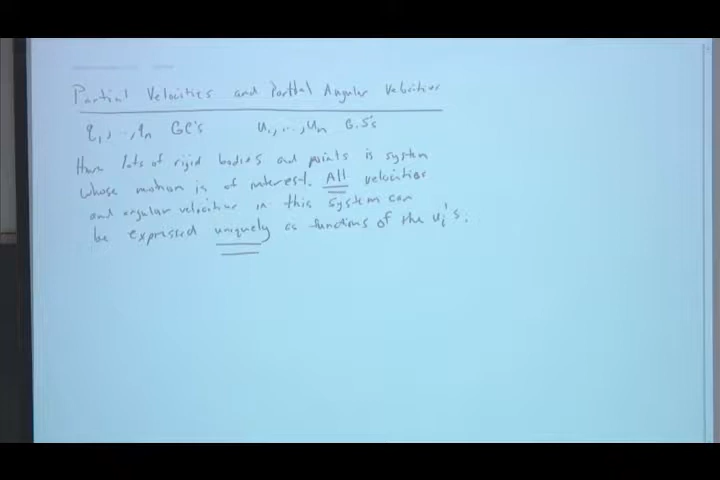 Partial Velocities and Partial Angular Velocities
q₁, ..., qₙ GC's u₁, ..., uₙ G.S's
Have lots of rigid bodies and points is system
whose motion is of interest. All velocities
and angular velocities in this system can
be expressed uniquely as functions of the uᵢ's.